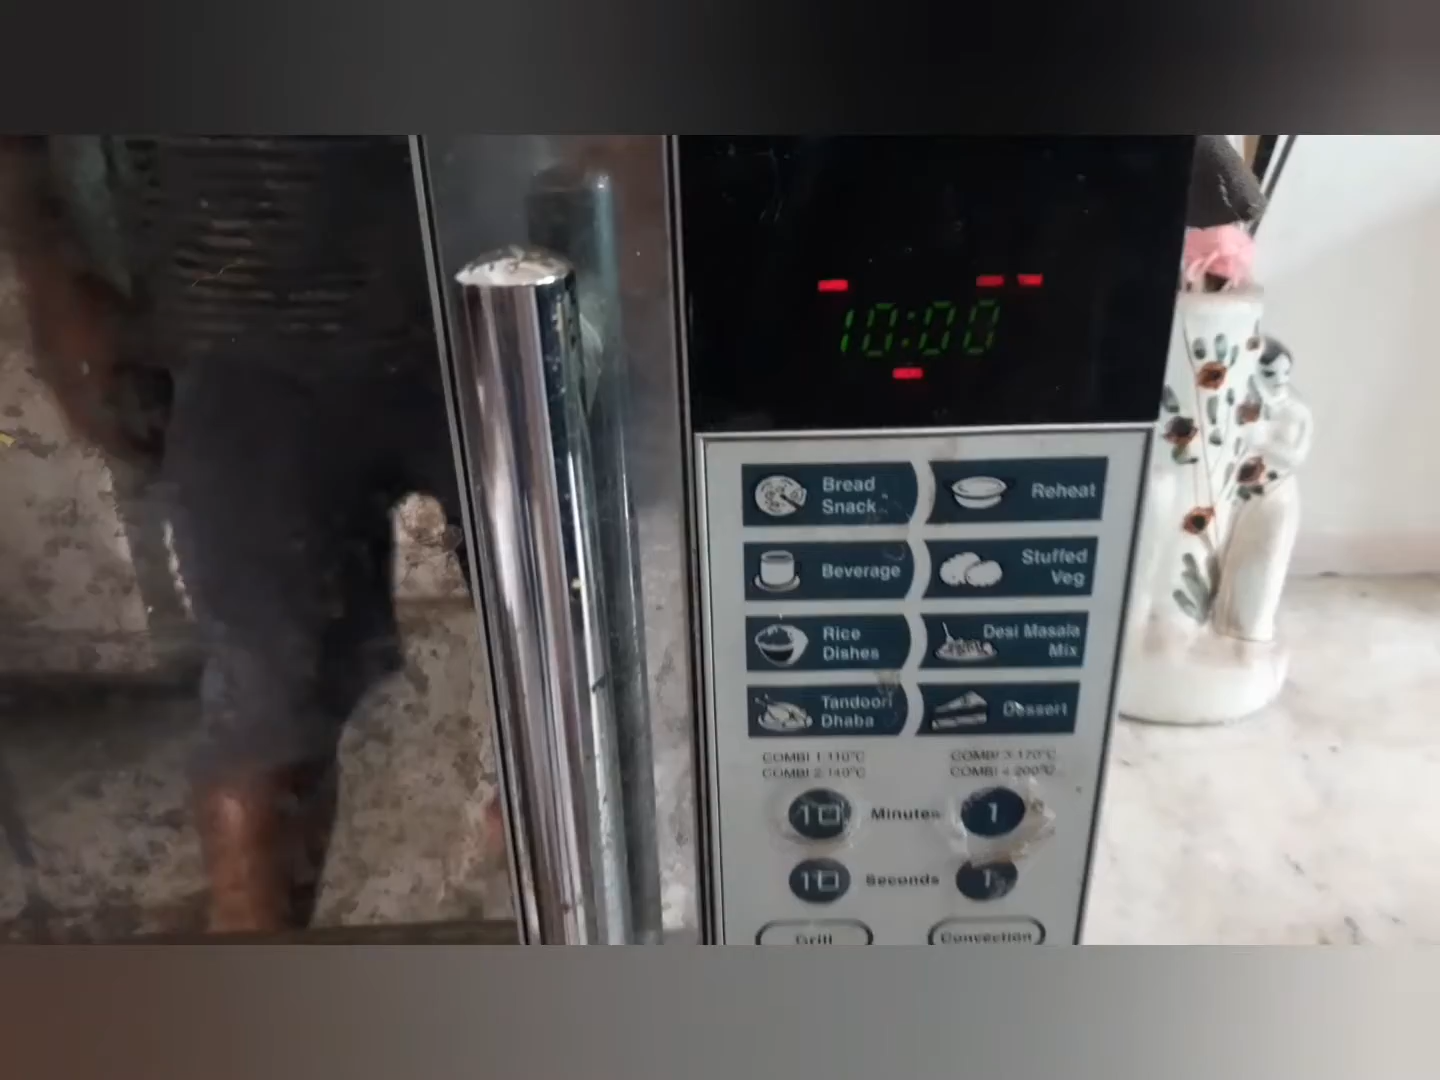 10:00
Bread
Snack
Reheat
Beverage
Stuffed
Veg
Rice
Dishes
Desi Masala
Mix
Tandoori
Dhaba
Dessert
COMBI 1 110°C
COMBI 3 170°C
COMBI 2 140°C
COMBI 4 200°C
10 Minutes 1
10 Seconds 1
Grill
Convection